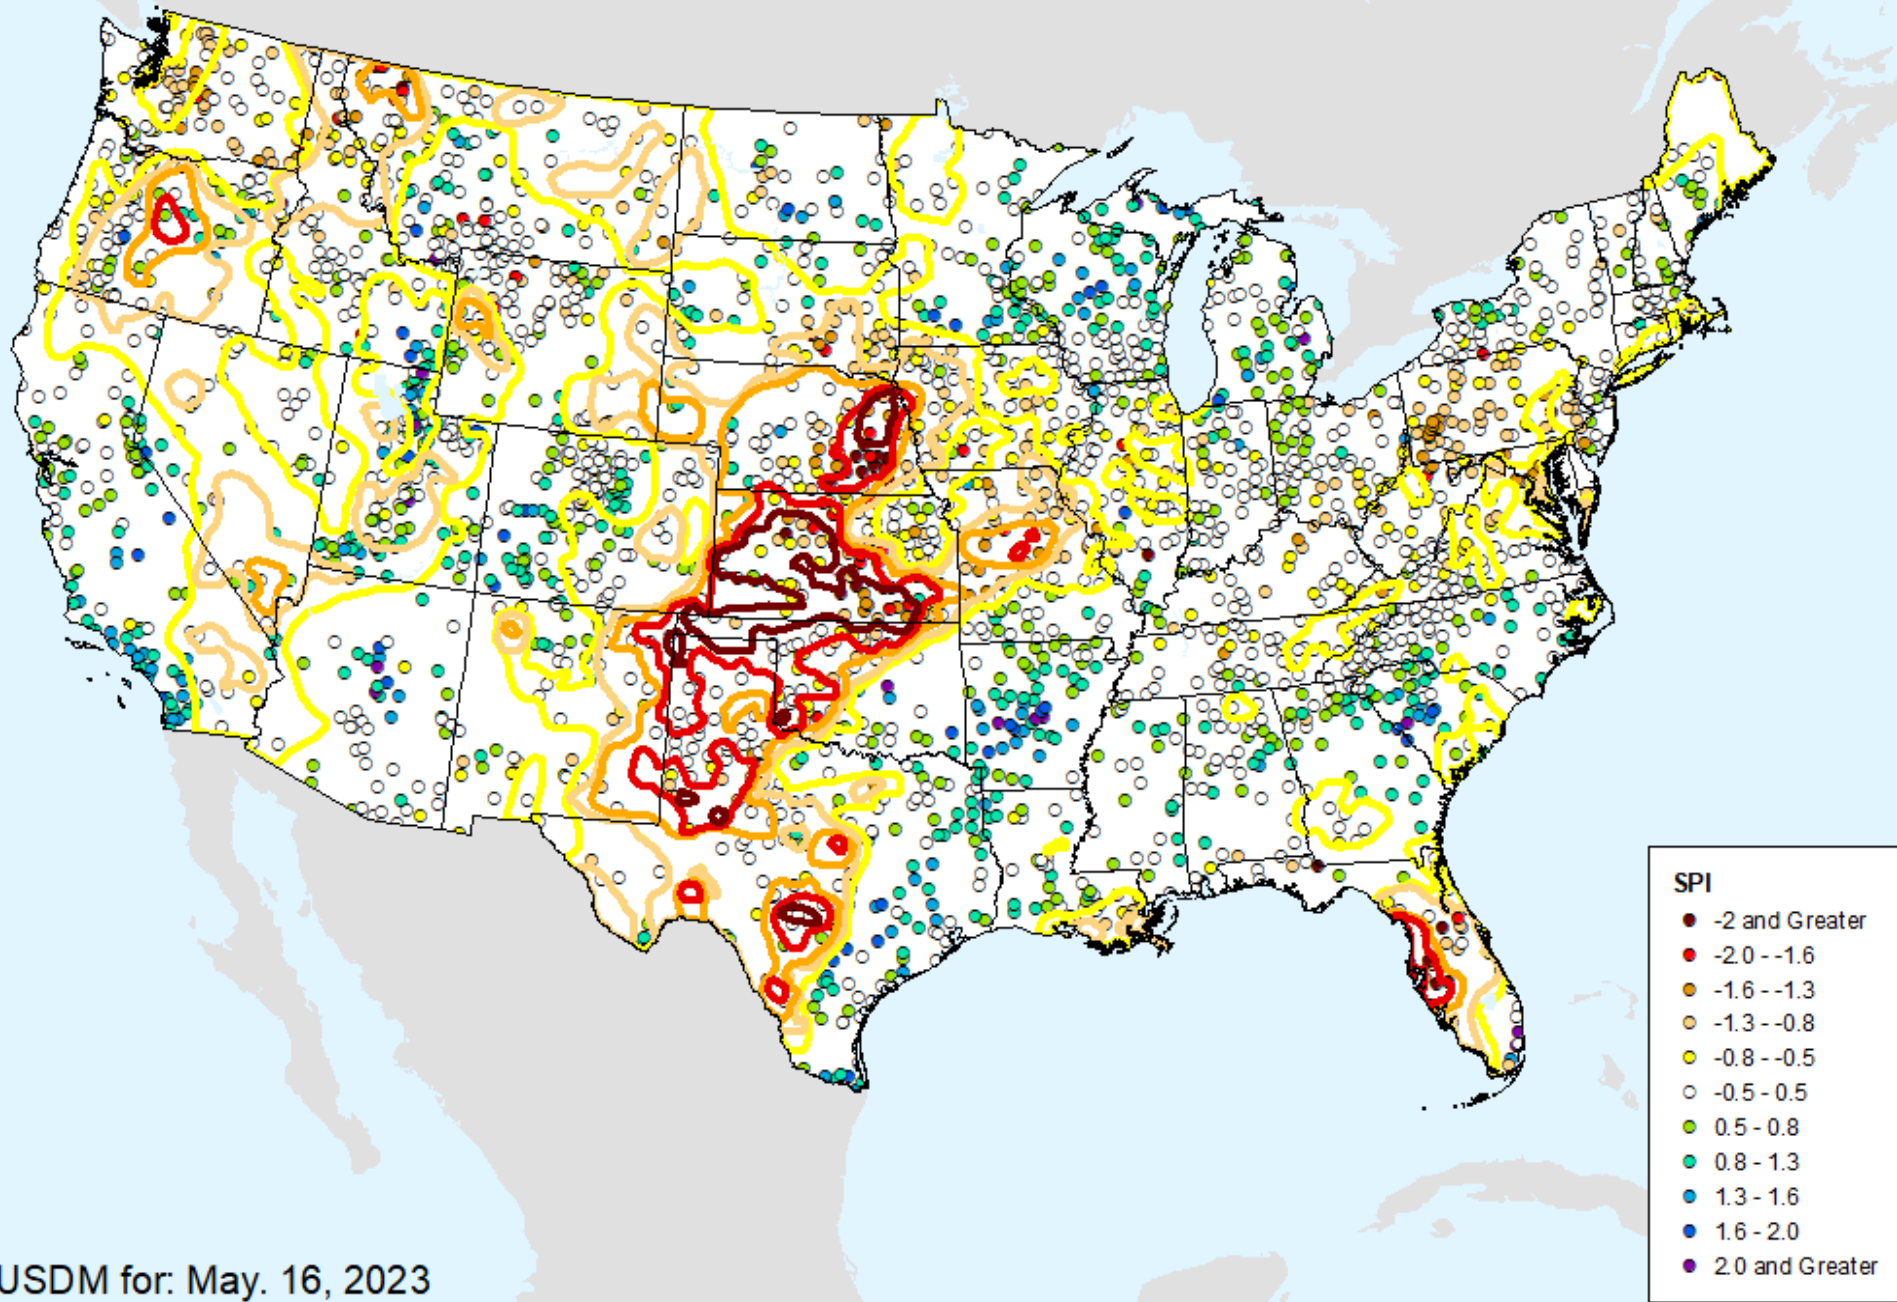 SPI
-2 and Greater
-2.0 - -1.6
-1.6 - -1.3
-1.3 - -0.8
-0.8 - -0.5
-0.5 - 0.5
0.5 - 0.8
0.8 - 1.3
1.3 - 1.6
1.6 - 2.0
2.0 and Greater
USDM for: May. 16, 2023